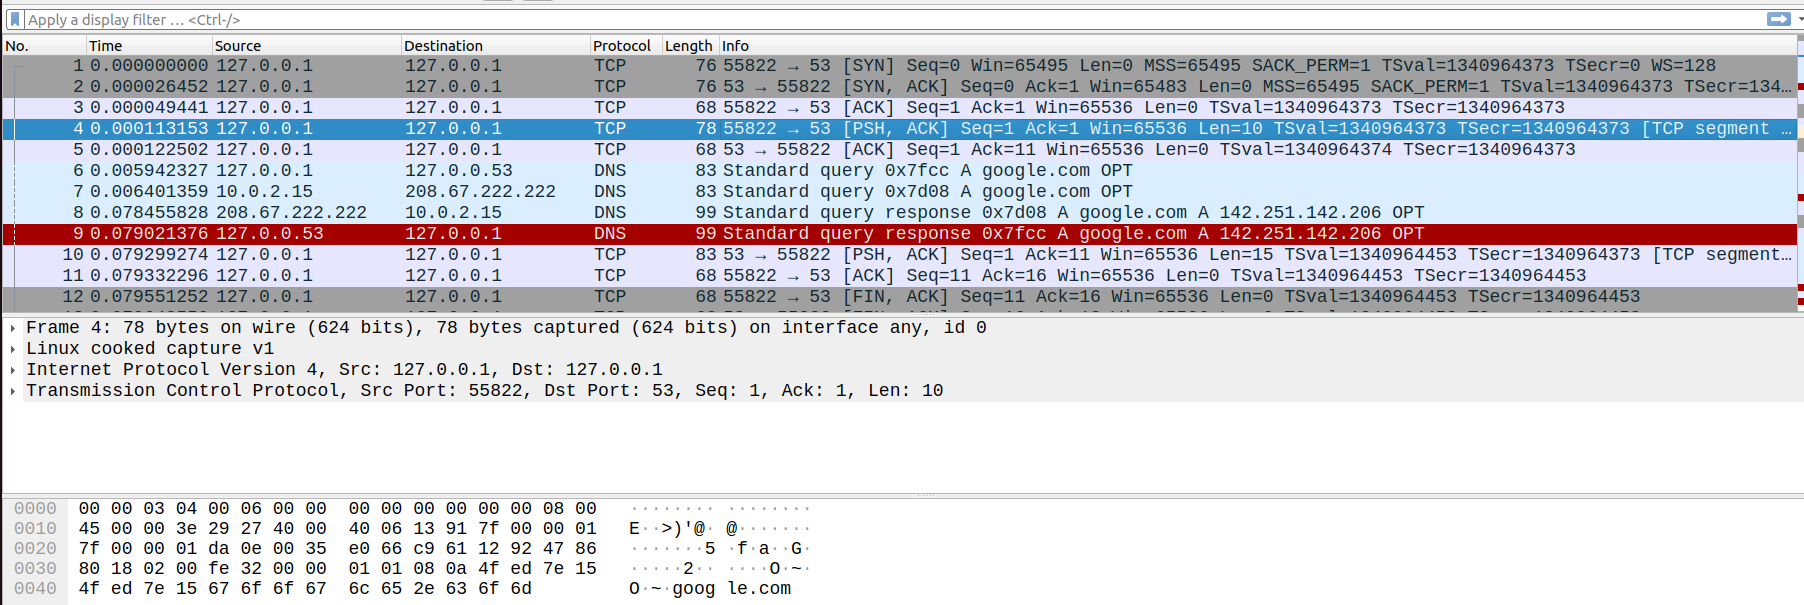 Apply a display filter … <Ctrl-/>
No. Time Source Destination Protocol Length Info
1 0.000000000 127.0.0.1 127.0.0.1 TCP 76 55822 → 53 [SYN] Seq=0 Win=65495 Len=0 MSS=65495 SACK_PERM=1 TSval=1340964373 TSecr=0 WS=128
2 0.000026452 127.0.0.1 127.0.0.1 TCP 76 53 → 55822 [SYN, ACK] Seq=0 Ack=1 Win=65483 Len=0 MSS=65495 SACK_PERM=1 TSval=1340964373 TSecr=134…
3 0.000049441 127.0.0.1 127.0.0.1 TCP 68 55822 → 53 [ACK] Seq=1 Ack=1 Win=65536 Len=0 TSval=1340964373 TSecr=1340964373
4 0.000113153 127.0.0.1 127.0.0.1 TCP 78 55822 → 53 [PSH, ACK] Seq=1 Ack=1 Win=65536 Len=10 TSval=1340964373 TSecr=1340964373 [TCP segment …
5 0.000122502 127.0.0.1 127.0.0.1 TCP 68 53 → 55822 [ACK] Seq=1 Ack=11 Win=65536 Len=0 TSval=1340964374 TSecr=1340964373
6 0.005942327 127.0.0.1 127.0.0.53 DNS 83 Standard query 0x7fcc A google.com OPT
7 0.006401359 10.0.2.15 208.67.222.222 DNS 83 Standard query 0x7d08 A google.com OPT
8 0.078455828 208.67.222.222 10.0.2.15 DNS 99 Standard query response 0x7d08 A google.com A 142.251.142.206 OPT
9 0.079021376 127.0.0.53 127.0.0.1 DNS 99 Standard query response 0x7fcc A google.com A 142.251.142.206 OPT
10 0.079299274 127.0.0.1 127.0.0.1 TCP 83 53 → 55822 [PSH, ACK] Seq=1 Ack=11 Win=65536 Len=15 TSval=1340964453 TSecr=1340964373 [TCP segment…
11 0.079332296 127.0.0.1 127.0.0.1 TCP 68 55822 → 53 [ACK] Seq=11 Ack=16 Win=65536 Len=0 TSval=1340964453 TSecr=1340964453
12 0.079551252 127.0.0.1 127.0.0.1 TCP 68 55822 → 53 [FIN, ACK] Seq=11 Ack=16 Win=65536 Len=0 TSval=1340964453 TSecr=1340964453
Frame 4: 78 bytes on wire (624 bits), 78 bytes captured (624 bits) on interface any, id 0
Linux cooked capture v1
Internet Protocol Version 4, Src: 127.0.0.1, Dst: 127.0.0.1
Transmission Control Protocol, Src Port: 55822, Dst Port: 53, Seq: 1, Ack: 1, Len: 10
0000 00 00 03 04 00 06 00 00 00 00 00 00 00 00 08 00 ········ ········
0010 45 00 00 3e 29 27 40 00 40 06 13 91 7f 00 00 01 E··>)'@· @·······
0020 7f 00 00 01 da 0e 00 35 e0 66 c9 61 12 92 47 86 ·······5 ·f·a··G·
0030 80 18 02 00 fe 32 00 00 01 01 08 0a 4f ed 7e 15 ·····2·· ····O·~·
0040 4f ed 7e 15 67 6f 6f 67 6c 65 2e 63 6f 6d O·~·goog le.com